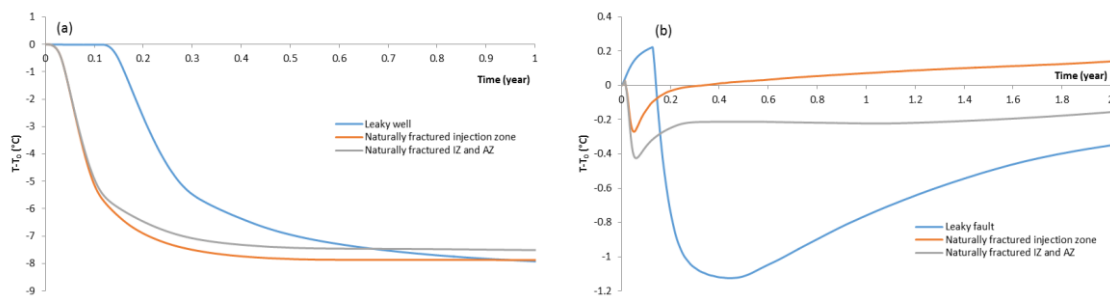 (a)
1
0
-1
-2
-3
-4
-5
-6
-7
-8
-9
0 0.1 0.2 0.3 0.4 0.5 0.6 0.7 0.8 0.9 1
Time (year)
T-T₀ (°C)
Leaky well
Naturally fractured injection zone
Naturally fractured IZ and AZ
(b)
0.4
0.2
0
-0.2
-0.4
-0.6
-0.8
-1
-1.2
0 0.2 0.4 0.6 0.8 1 1.2 1.4 1.6 1.8 2
Time (year)
T-T₀ (°C)
Leaky fault
Naturally fractured injection zone
Naturally fractured IZ and AZ